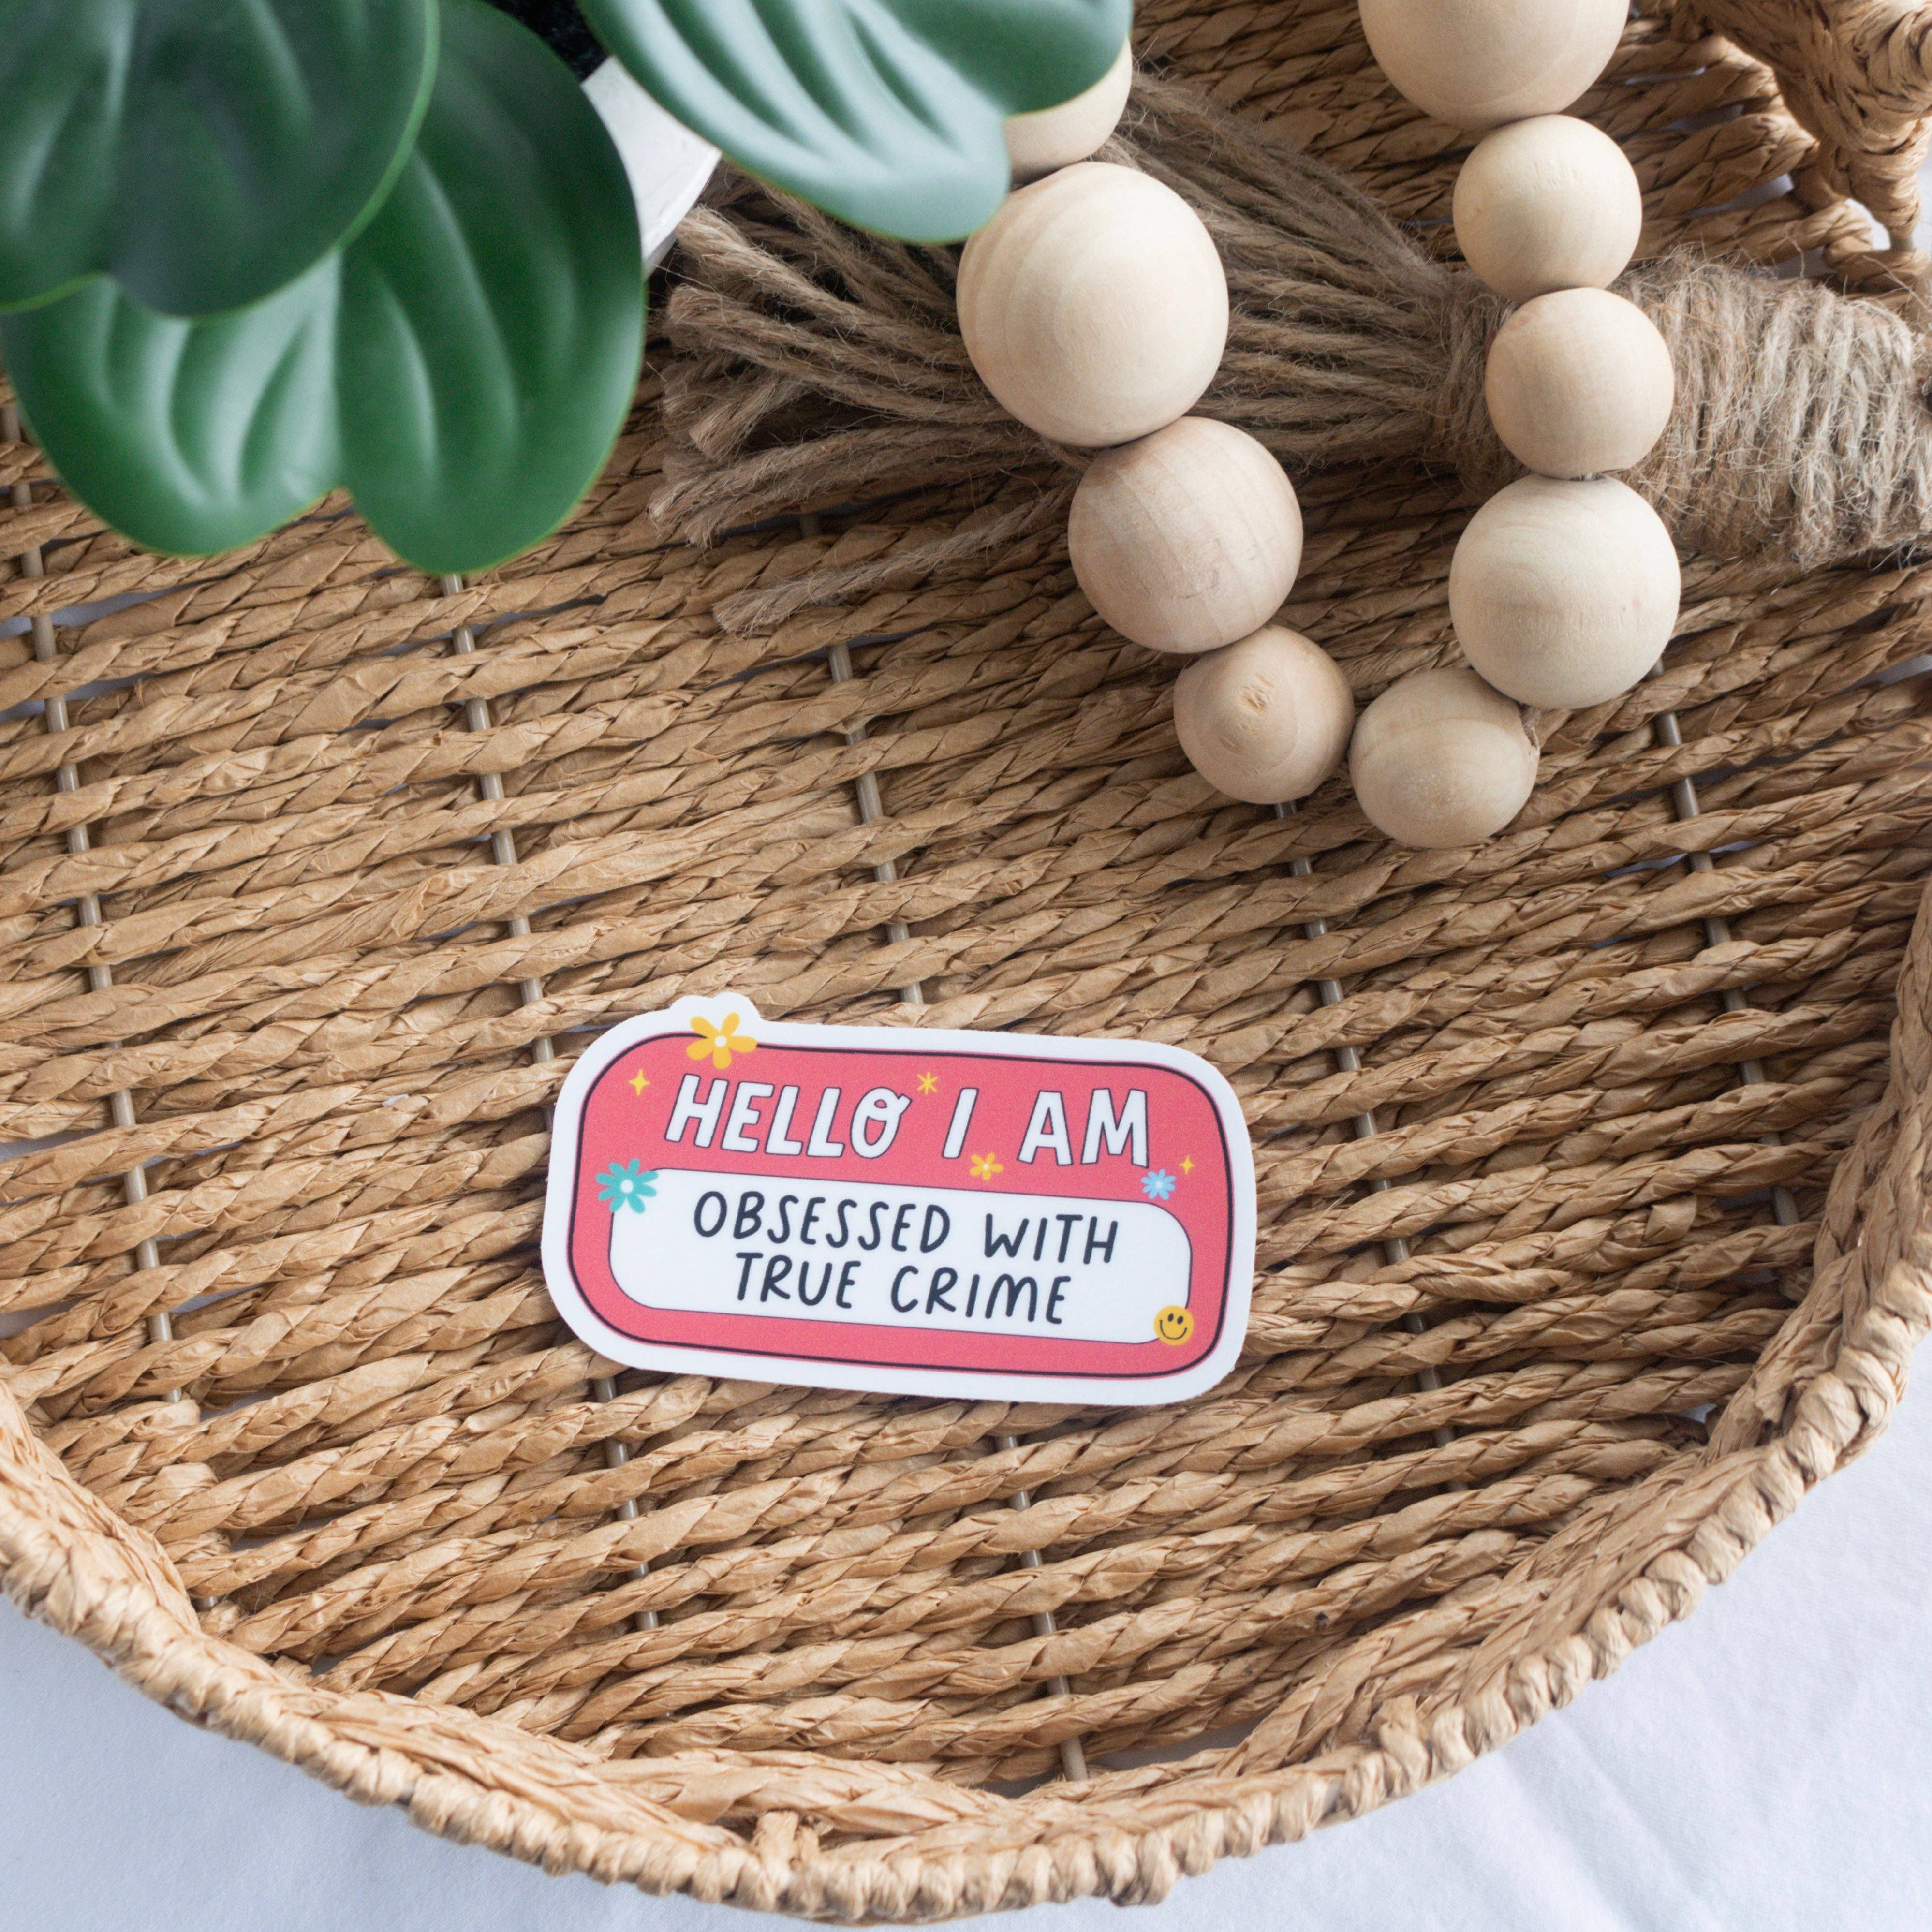 HELLO I AM
OBSESSED WITH
TRUE CRIME